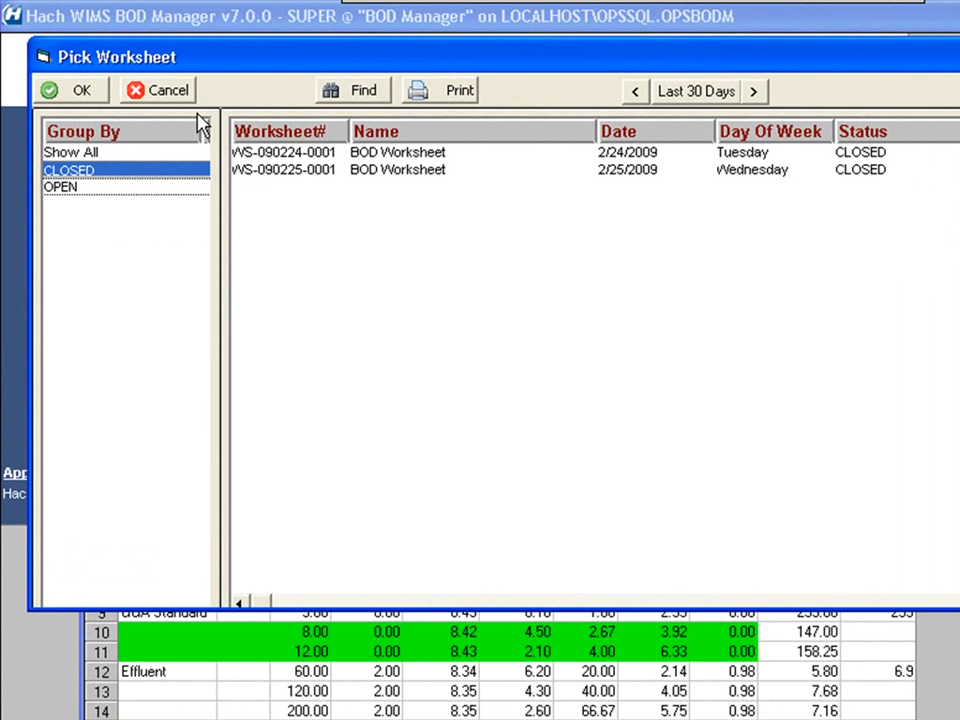 Hach WIMS BOD Manager v7.0.0 - SUPER @ "BOD Manager" on LOCALHOST\OPSSQL.OPSBODM
Pick Worksheet
OK Cancel Find Print < Last 30 Days >
Group By Worksheet# Name Date Day Of Week Status
Show All WS-090224-0001 BOD Worksheet 2/24/2009 Tuesday CLOSED
CLOSED WS-090225-0001 BOD Worksheet 2/25/2009 Wednesday CLOSED
OPEN
App
Hac
10 8.00 0.00 8.42 4.50 2.67 3.92 0.00 147.00
11 12.00 0.00 8.43 2.10 4.00 6.33 0.00 158.25
12 Effluent 60.00 2.00 8.34 6.20 20.00 2.14 0.98 5.80 6.9
13 120.00 2.00 8.35 4.30 40.00 4.05 0.98 7.68
14 200.00 2.00 8.35 2.60 66.67 5.75 0.98 7.16